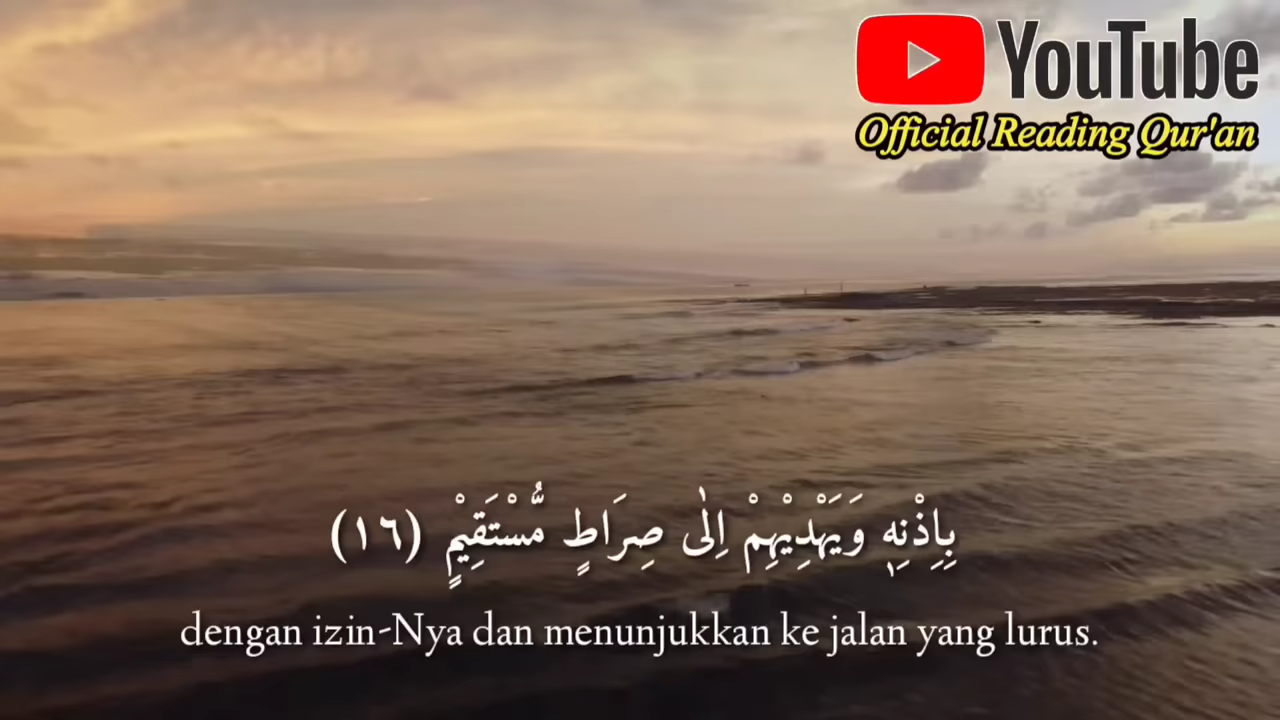 YouTube
Official Reading Qur'an
بِاِذْنِهٖ وَيَهْدِيْهِمْ اِلٰى صِرَاطٍ مُّسْتَقِيْمٍ (١٦)
dengan izin-Nya dan menunjukkan ke jalan yang lurus.